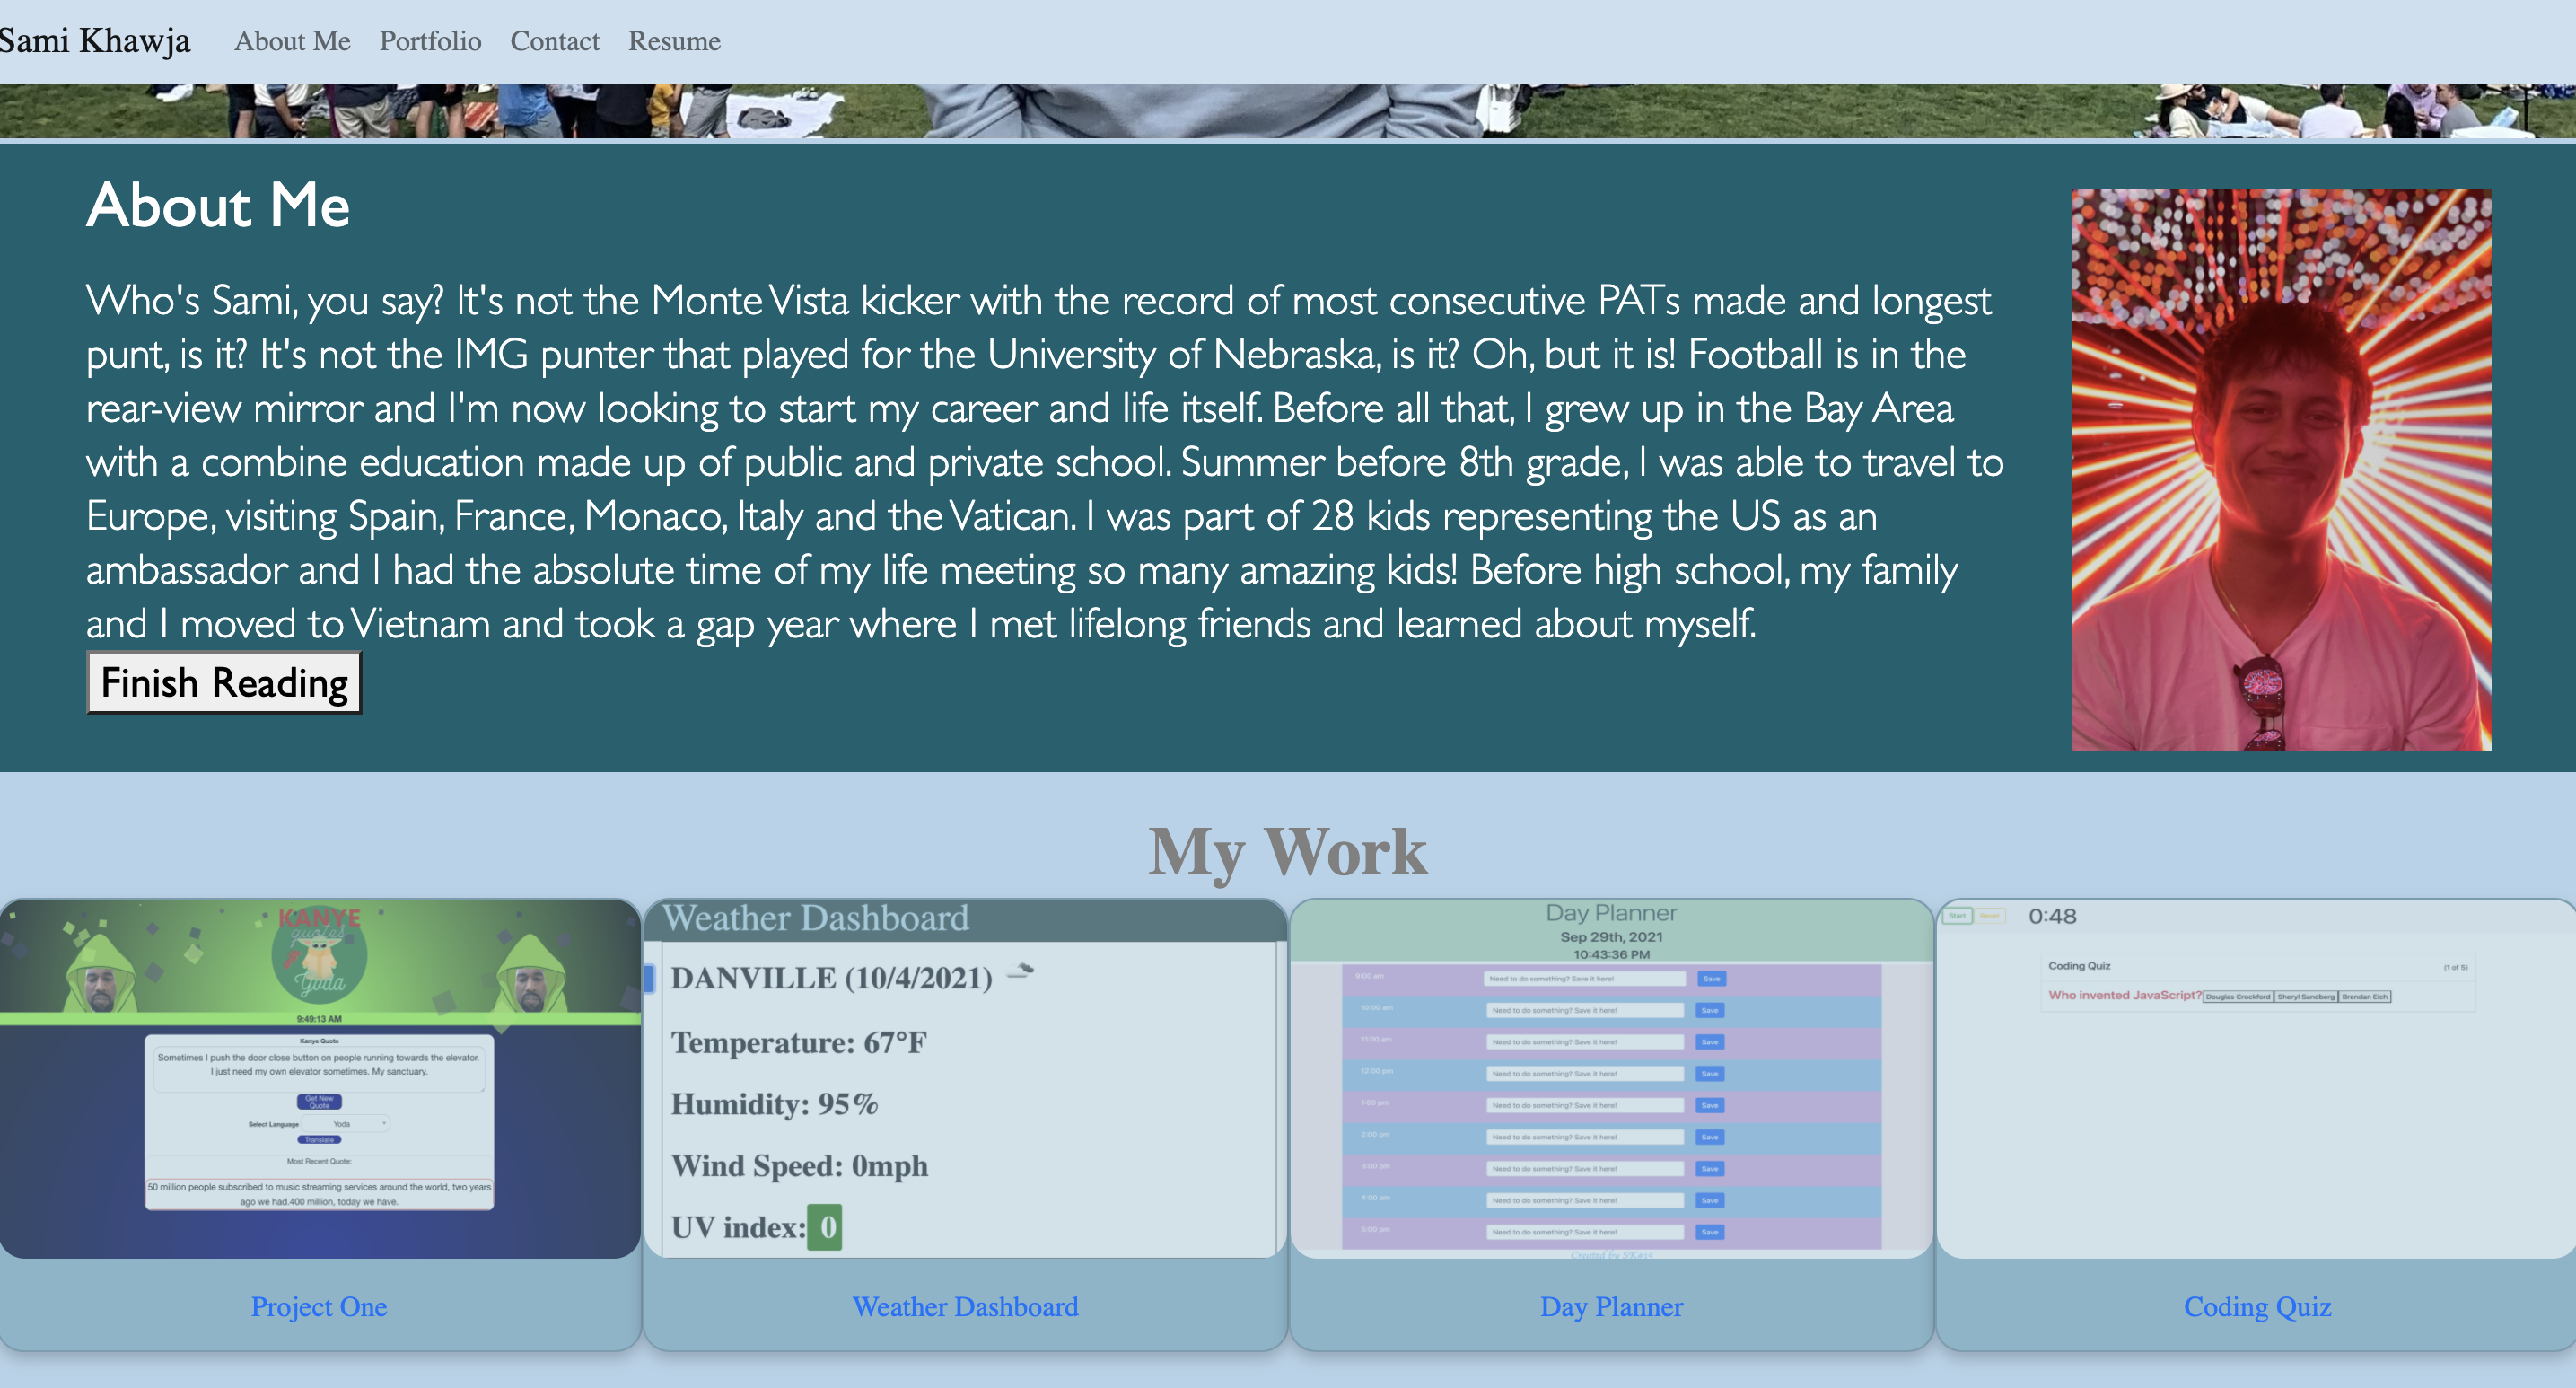 Sami Khawja About Me Portfolio Contact Resume
About Me
Who's Sami, you say? It's not the Monte Vista kicker with the record of most consecutive PATs made and longest
punt, is it? It's not the IMG punter that played for the University of Nebraska, is it? Oh, but it is! Football is in the
rear-view mirror and I'm now looking to start my career and life itself. Before all that, I grew up in the Bay Area
with a combine education made up of public and private school. Summer before 8th grade, I was able to travel to
Europe, visiting Spain, France, Monaco, Italy and the Vatican. I was part of 28 kids representing the US as an
ambassador and I had the absolute time of my life meeting so many amazing kids! Before high school, my family
and I moved to Vietnam and took a gap year where I met lifelong friends and learned about myself.
Finish Reading
My Work
KANYE
quotes
Yoda
9:49:13 AM
Kanye Quote
Sometimes I push the door close button on people running towards the elevator.
I just need my own elevator sometimes. My sanctuary.
Get New
Quote
Select Language Yoda
Translate
Most Recent Quote:
50 million people subscribed to music streaming services around the world, two years
ago we had.400 million, today we have.
Project One
Weather Dashboard
DANVILLE (10/4/2021)
Temperature: 67°F
Humidity: 95%
Wind Speed: 0mph
UV index: 0
Weather Dashboard
Day Planner
Sep 29th, 2021
10:43:36 PM
9:00 am Need to do something? Save it here! Save
10:00 am Need to do something? Save it here! Save
11:00 am Need to do something? Save it here! Save
12:00 pm Need to do something? Save it here! Save
1:00 pm Need to do something? Save it here! Save
2:00 pm Need to do something? Save it here! Save
3:00 pm Need to do something? Save it here! Save
4:00 pm Need to do something? Save it here! Save
5:00 pm Need to do something? Save it here! Save
Created by
Day Planner
Start Reset 0:48
Coding Quiz (1 of 5)
Who invented JavaScript? Douglas Crockford Sheryl Sandberg Brendan Eich
Coding Quiz